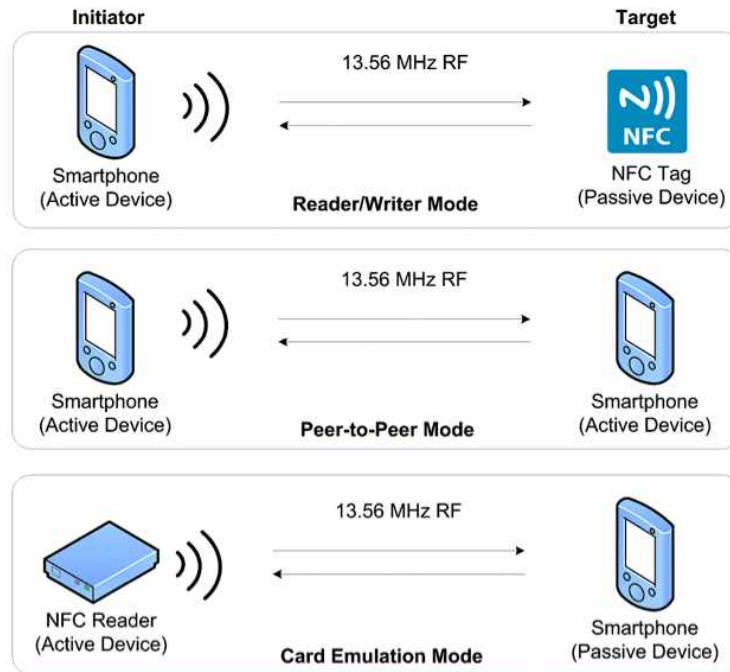 Initiator
Target
13.56 MHz RF
NFC
Smartphone
(Active Device)
NFC Tag
(Passive Device)
Reader/Writer Mode
13.56 MHz RF
Smartphone
(Active Device)
Smartphone
(Active Device)
Peer-to-Peer Mode
13.56 MHz RF
NFC Reader
(Active Device)
Smartphone
(Passive Device)
Card Emulation Mode